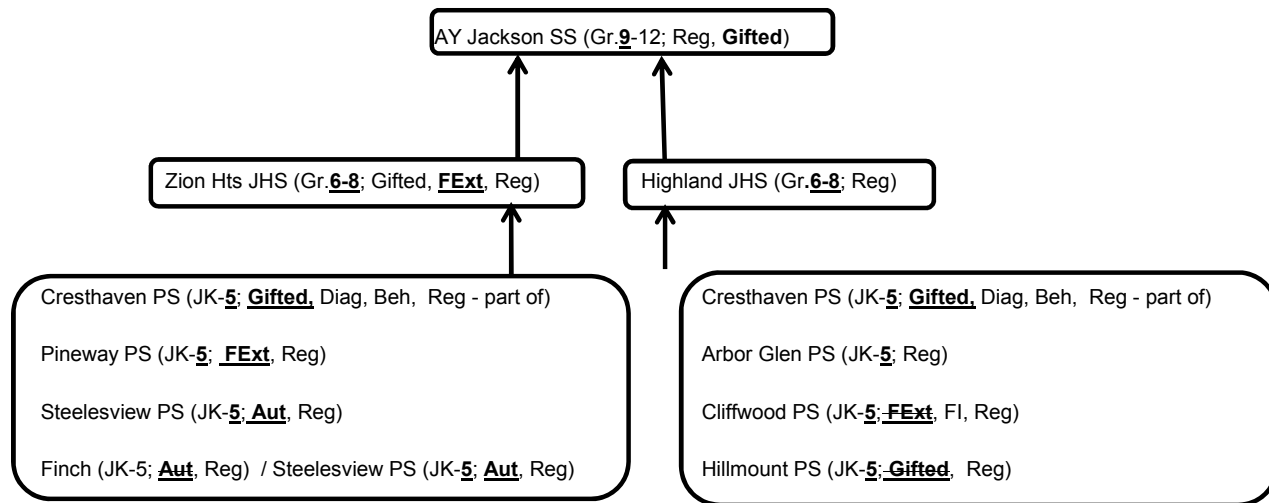 AY Jackson SS (Gr.9-12; Reg, Gifted)
Zion Hts JHS (Gr.6-8; Gifted, FExt, Reg)
Highland JHS (Gr.6-8; Reg)
Cresthaven PS (JK-5; Gifted, Diag, Beh, Reg - part of)
Pineway PS (JK-5; FExt, Reg)
Steelesview PS (JK-5; Aut, Reg)
Finch (JK-5; Aut, Reg) / Steelesview PS (JK-5; Aut, Reg)
Cresthaven PS (JK-5; Gifted, Diag, Beh, Reg - part of)
Arbor Glen PS (JK-5; Reg)
Cliffwood PS (JK-5; FExt, FI, Reg)
Hillmount PS (JK-5; Gifted, Reg)